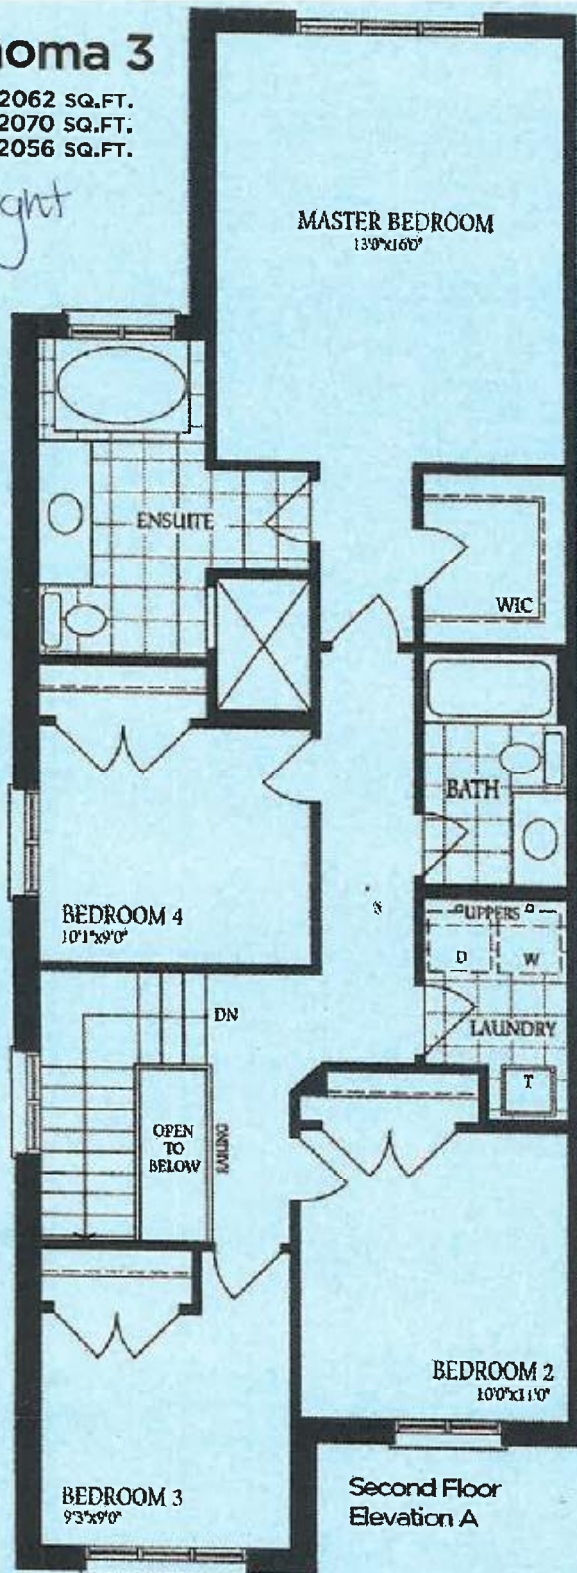 oma 3
2062 SQ.FT.
2070 SQ.FT.
2056 SQ.FT.
ght
MASTER BEDROOM
13'0"x16'0"
ENSUITE
WIC
BATH
BEDROOM 4
10'1"x9'0"
UPPERS
D W
LAUNDRY
T
DN
OPEN
TO
BELOW
RAILING
BEDROOM 2
10'0"x11'0"
BEDROOM 3
9'3"x9'0"
Second Floor
Elevation A